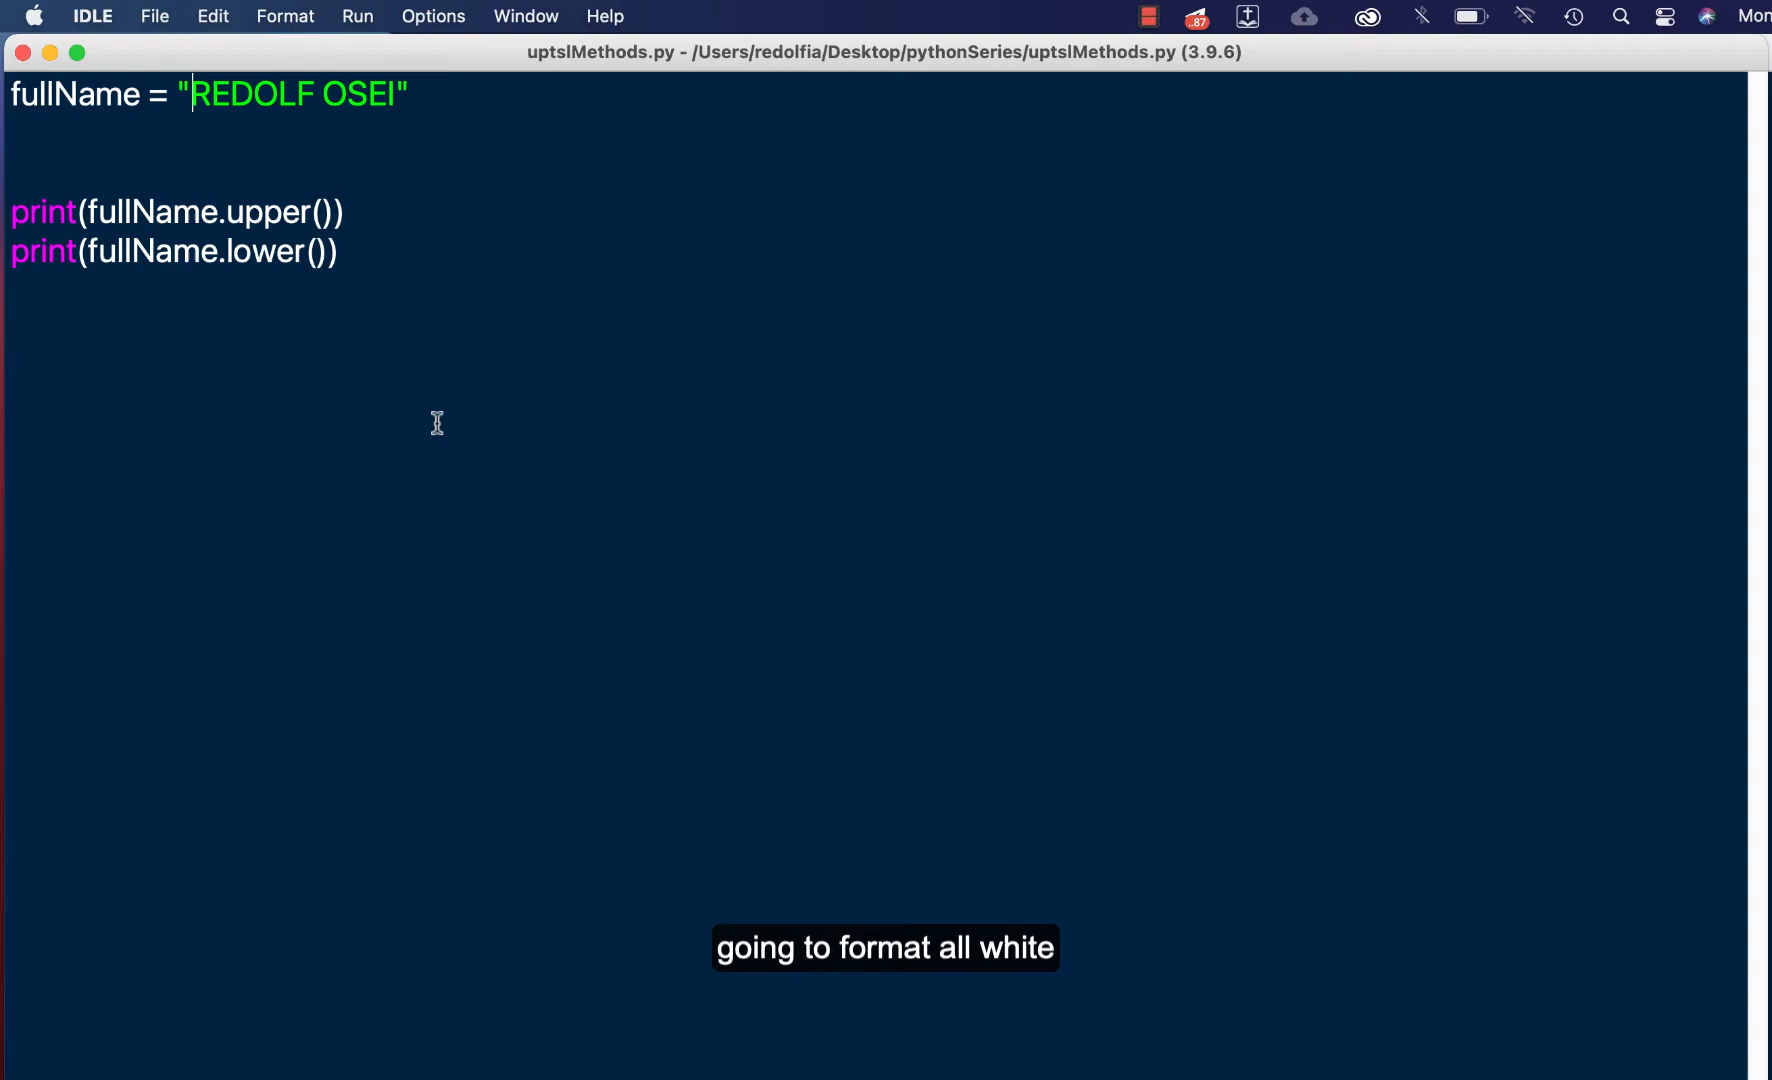 IDLE File Edit Format Run Options Window Help ..87 Mon
uptslMethods.py - /Users/redolfia/Desktop/pythonSeries/uptslMethods.py (3.9.6)
fullName = "REDOLF OSEI"
print(fullName.upper())
print(fullName.lower())
going to format all white